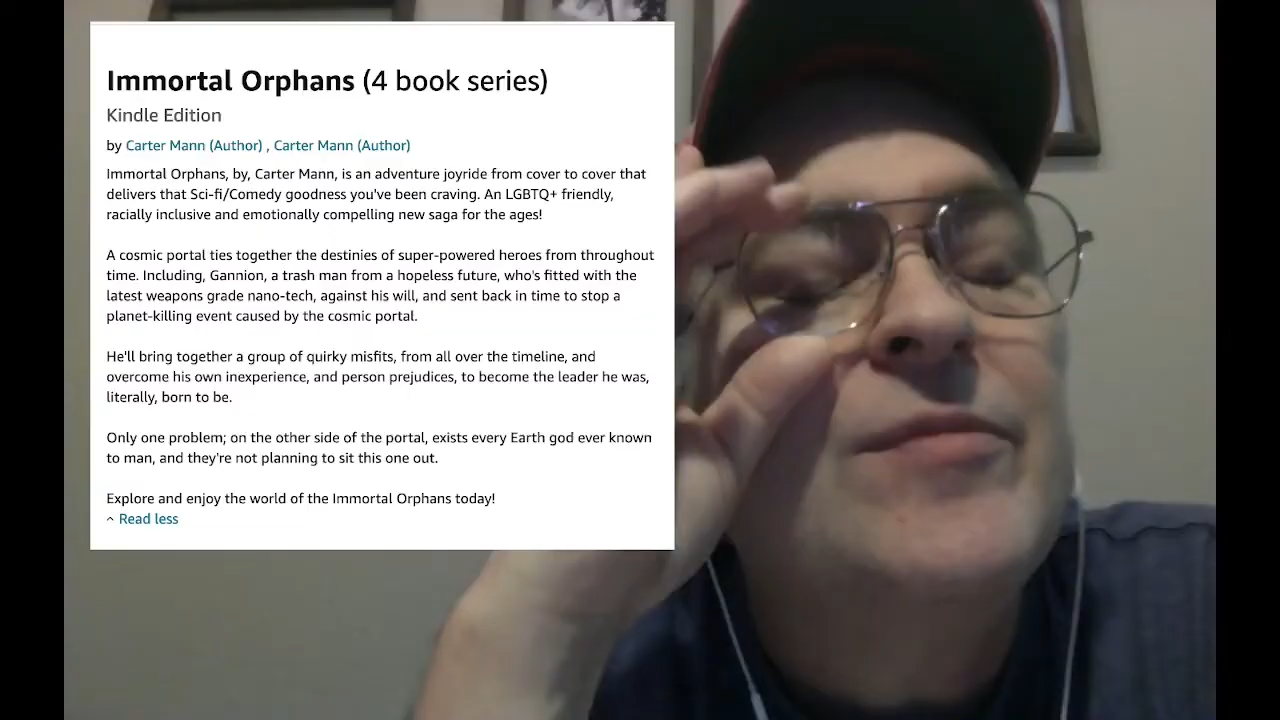 Immortal Orphans (4 book series)
Kindle Edition
by Carter Mann (Author) , Carter Mann (Author)
Immortal Orphans, by, Carter Mann, is an adventure joyride from cover to cover that
delivers that Sci-fi/Comedy goodness you've been craving. An LGBTQ+ friendly,
racially inclusive and emotionally compelling new saga for the ages!
A cosmic portal ties together the destinies of super-powered heroes from throughout
time. Including, Gannion, a trash man from a hopeless future, who's fitted with the
latest weapons grade nano-tech, against his will, and sent back in time to stop a
planet-killing event caused by the cosmic portal.
He'll bring together a group of quirky misfits, from all over the timeline, and
overcome his own inexperience, and person prejudices, to become the leader he was,
literally, born to be.
Only one problem; on the other side of the portal, exists every Earth god ever known
to man, and they're not planning to sit this one out.
Explore and enjoy the world of the Immortal Orphans today!
^ Read less